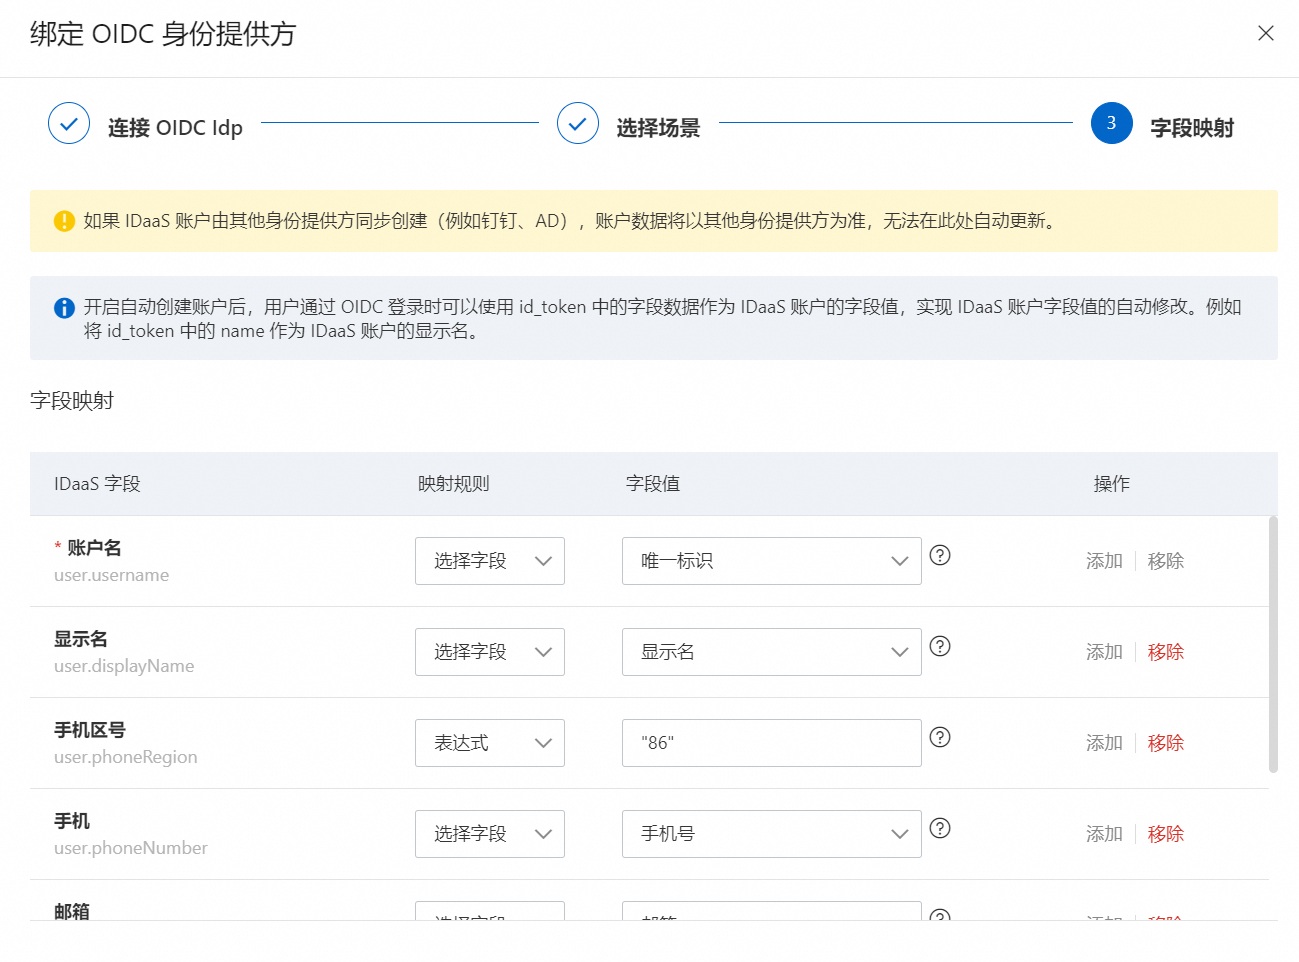 绑定 OIDC 身份提供方
连接 OIDC Idp
选择场景
3 字段映射
如果 IDaaS 账户由其他身份提供方同步创建（例如钉钉、AD），账户数据将以其他身份提供方为准，无法在此处自动更新。
开启自动创建账户后，用户通过 OIDC 登录时可以使用 id_token 中的字段数据作为 IDaaS 账户的字段值，实现 IDaaS 账户字段值的自动修改。例如
将 id_token 中的 name 作为 IDaaS 账户的显示名。
字段映射
IDaaS 字段 映射规则 字段值 操作
* 账户名
user.username
选择字段 唯一标识 添加 移除
显示名
user.displayName
选择字段 显示名 添加 移除
手机区号
user.phoneRegion
表达式 "86" 添加 移除
手机
user.phoneNumber
选择字段 手机号 添加 移除
邮箱
选择字段 邮箱 添加 移除